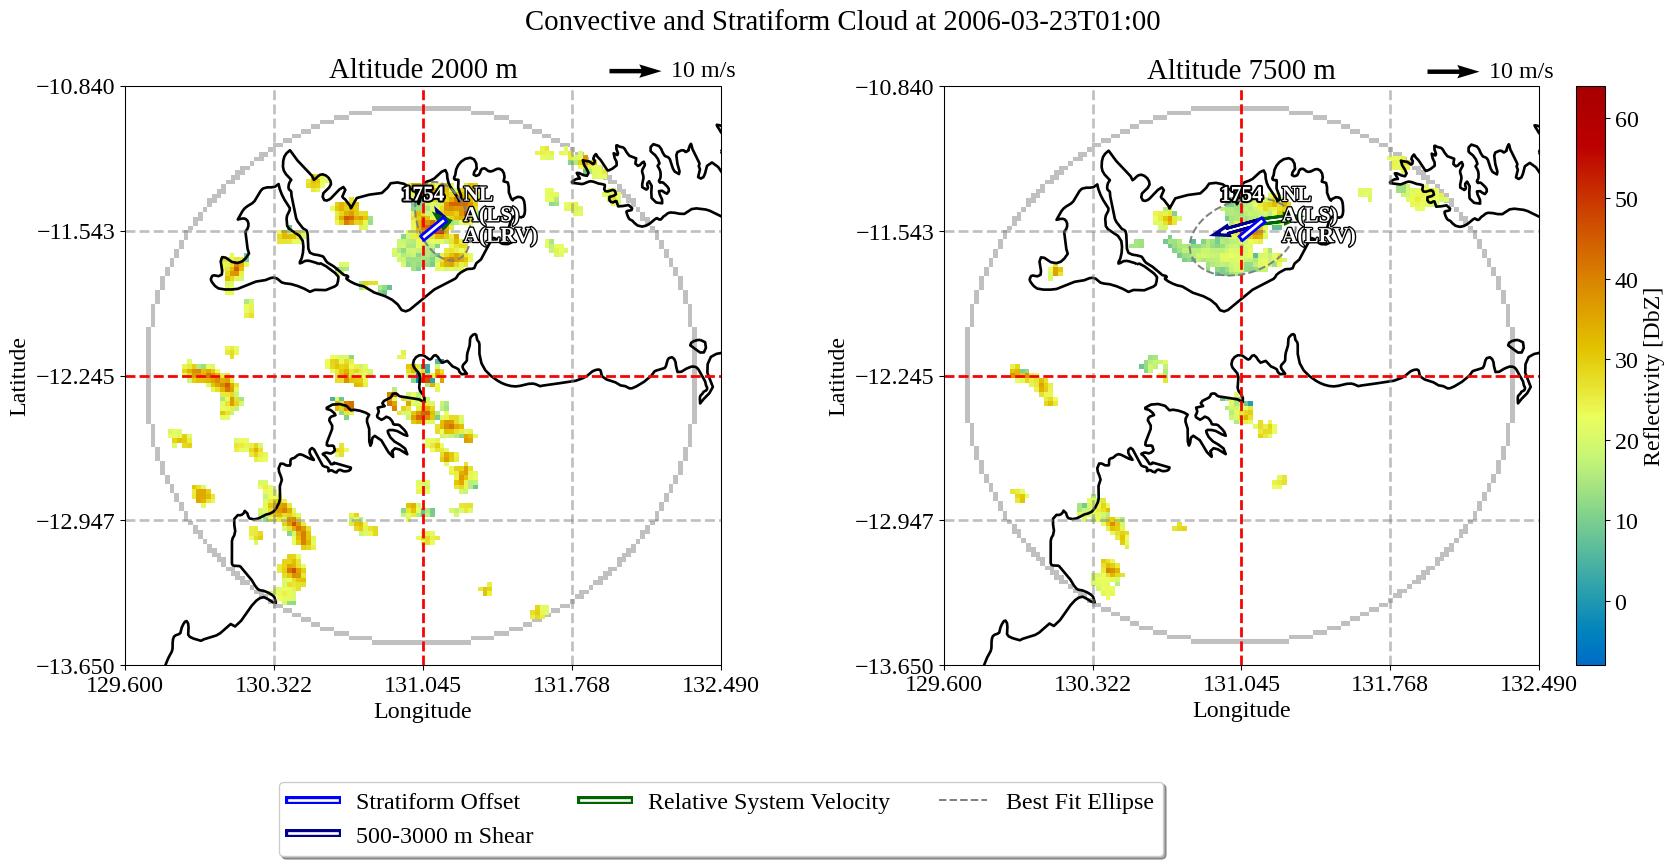 Convective and Stratiform Cloud at 2006-03-23T01:00
Altitude 2000 m
10 m/s
Altitude 7500 m
10 m/s
−10.840
−11.543
−12.245
−12.947
−13.650
Latitude
129.600
130.322
131.045
131.768
132.490
Longitude
1754
NL
A(LS)
A(LRV)
−10.840
−11.543
−12.245
−12.947
−13.650
Latitude
129.600
130.322
131.045
131.768
132.490
Longitude
1754
NL
A(LS)
A(LRV)
60
50
40
30
20
10
0
Reflectivity [DbZ]
Stratiform Offset
Relative System Velocity
Best Fit Ellipse
500-3000 m Shear